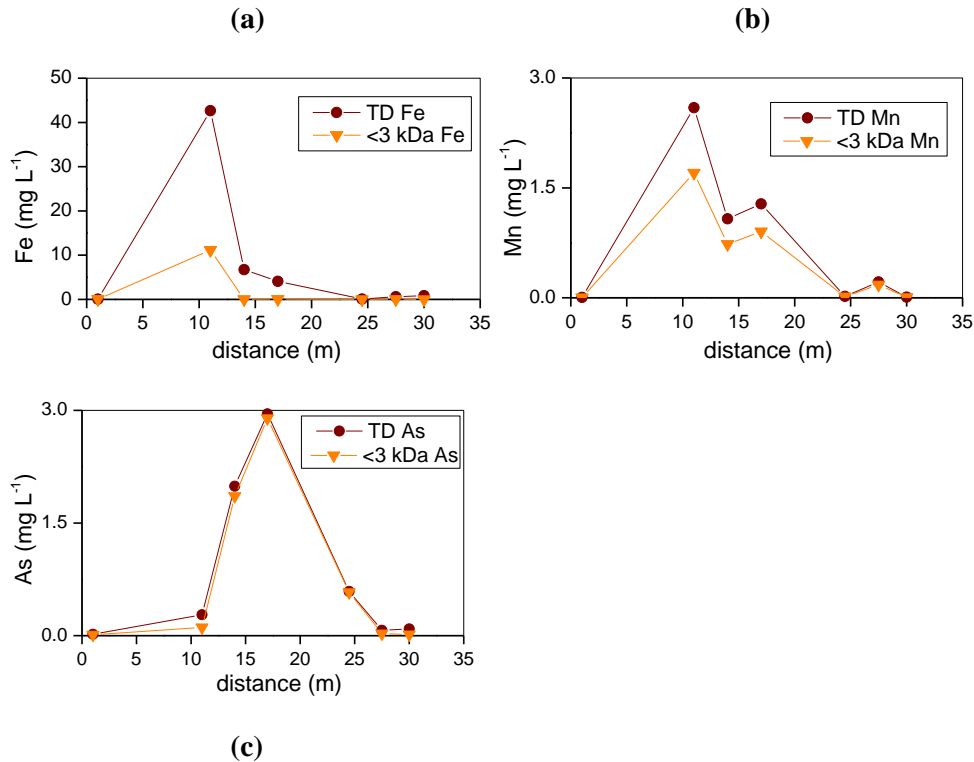 (a)
(b)
50
40
30
20
10
0
Fe (mg L⁻¹)
TD Fe
<3 kDa Fe
0 5 10 15 20 25 30 35
distance (m)
3.0
1.5
0.0
Mn (mg L⁻¹)
TD Mn
<3 kDa Mn
0 5 10 15 20 25 30 35
distance (m)
3.0
1.5
0.0
As (mg L⁻¹)
TD As
<3 kDa As
0 5 10 15 20 25 30 35
distance (m)
(c)